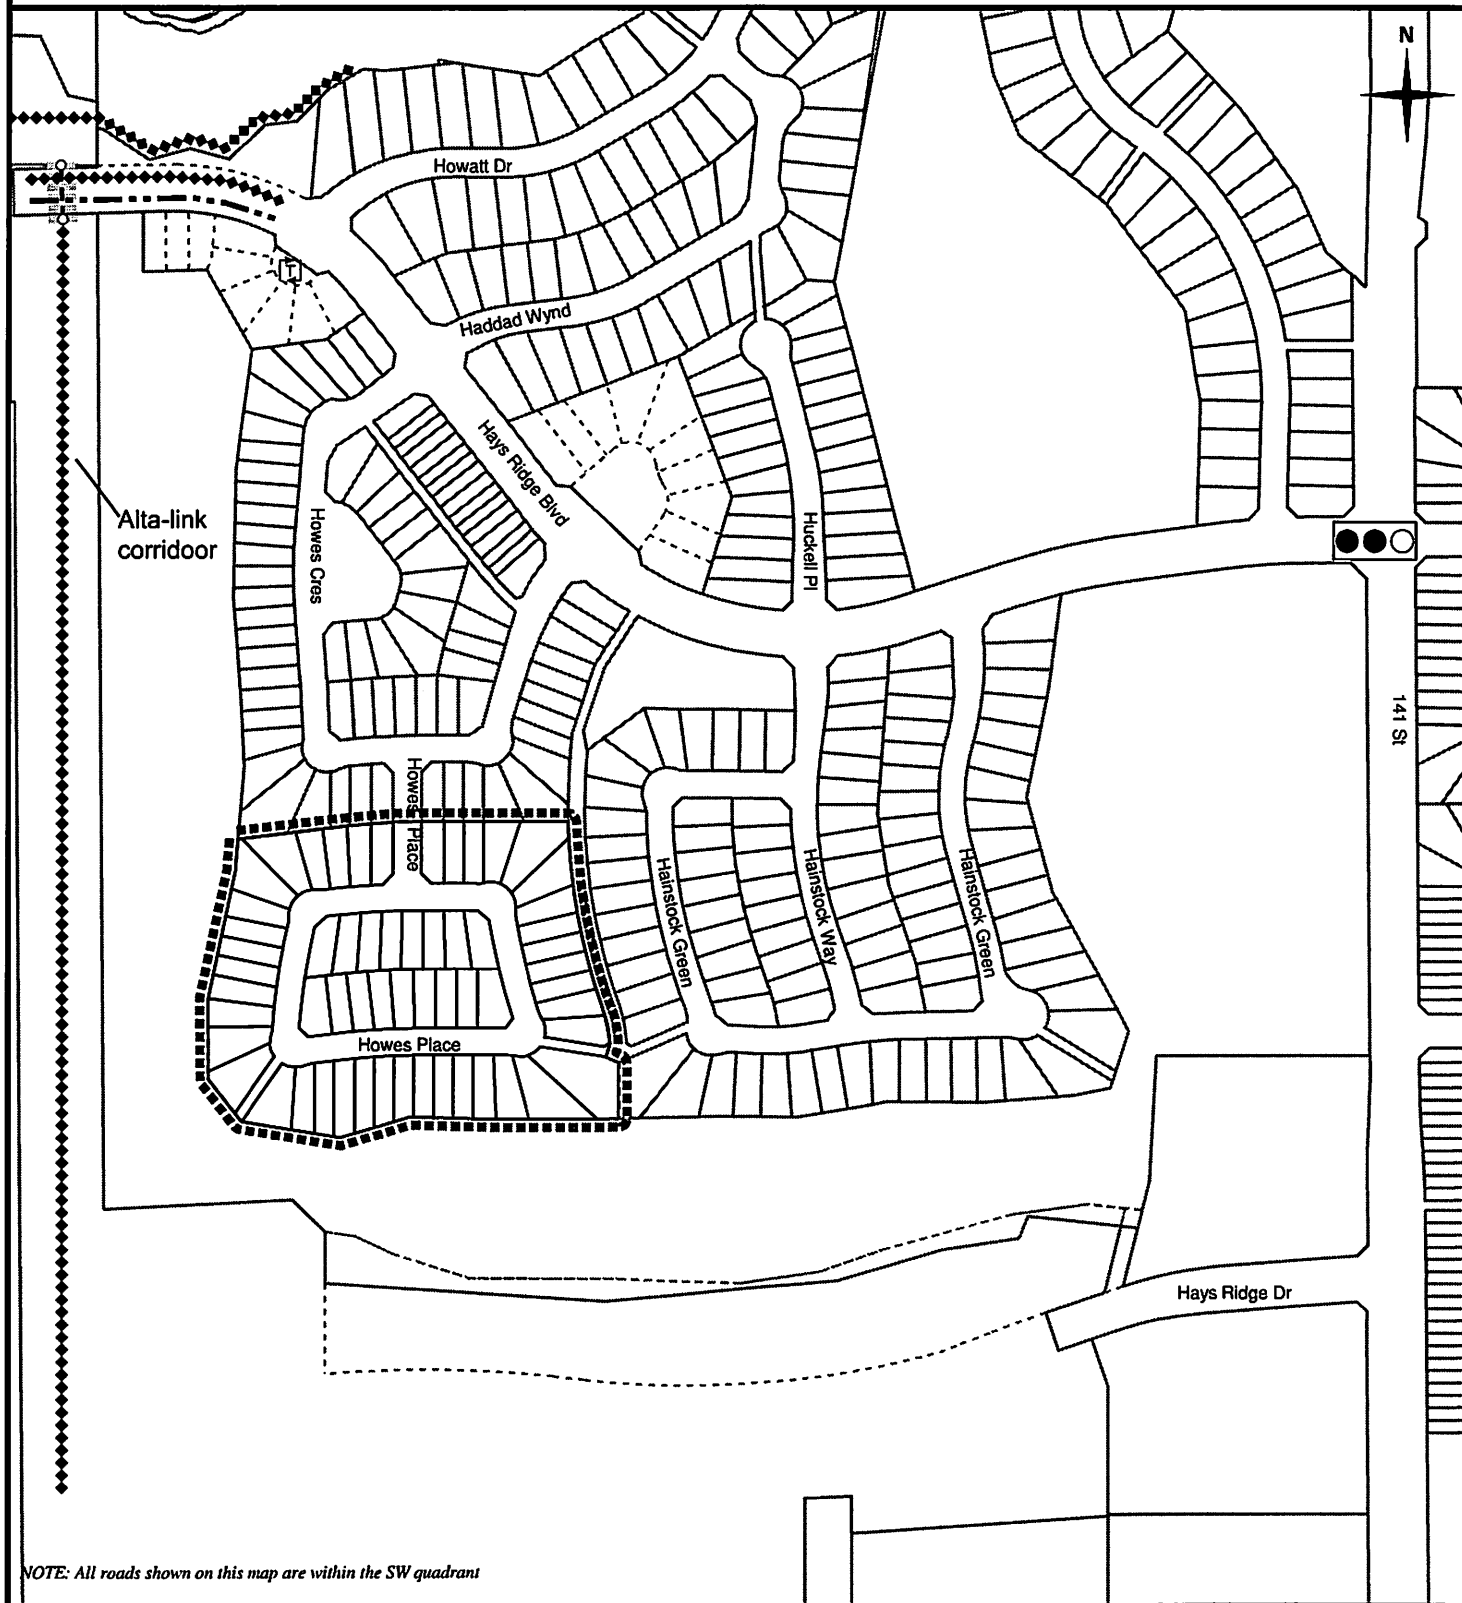 N
Howatt Dr
T
Haddad Wynd
Hays Ridge Blvd
Alta-link
corridoor
Howes Cres
Huckell Pl
141 St
Howes Place
Hainstock Green
Hainstock Way
Hainstock Green
Howes Place
Hays Ridge Dr
NOTE: All roads shown on this map are within the SW quadrant